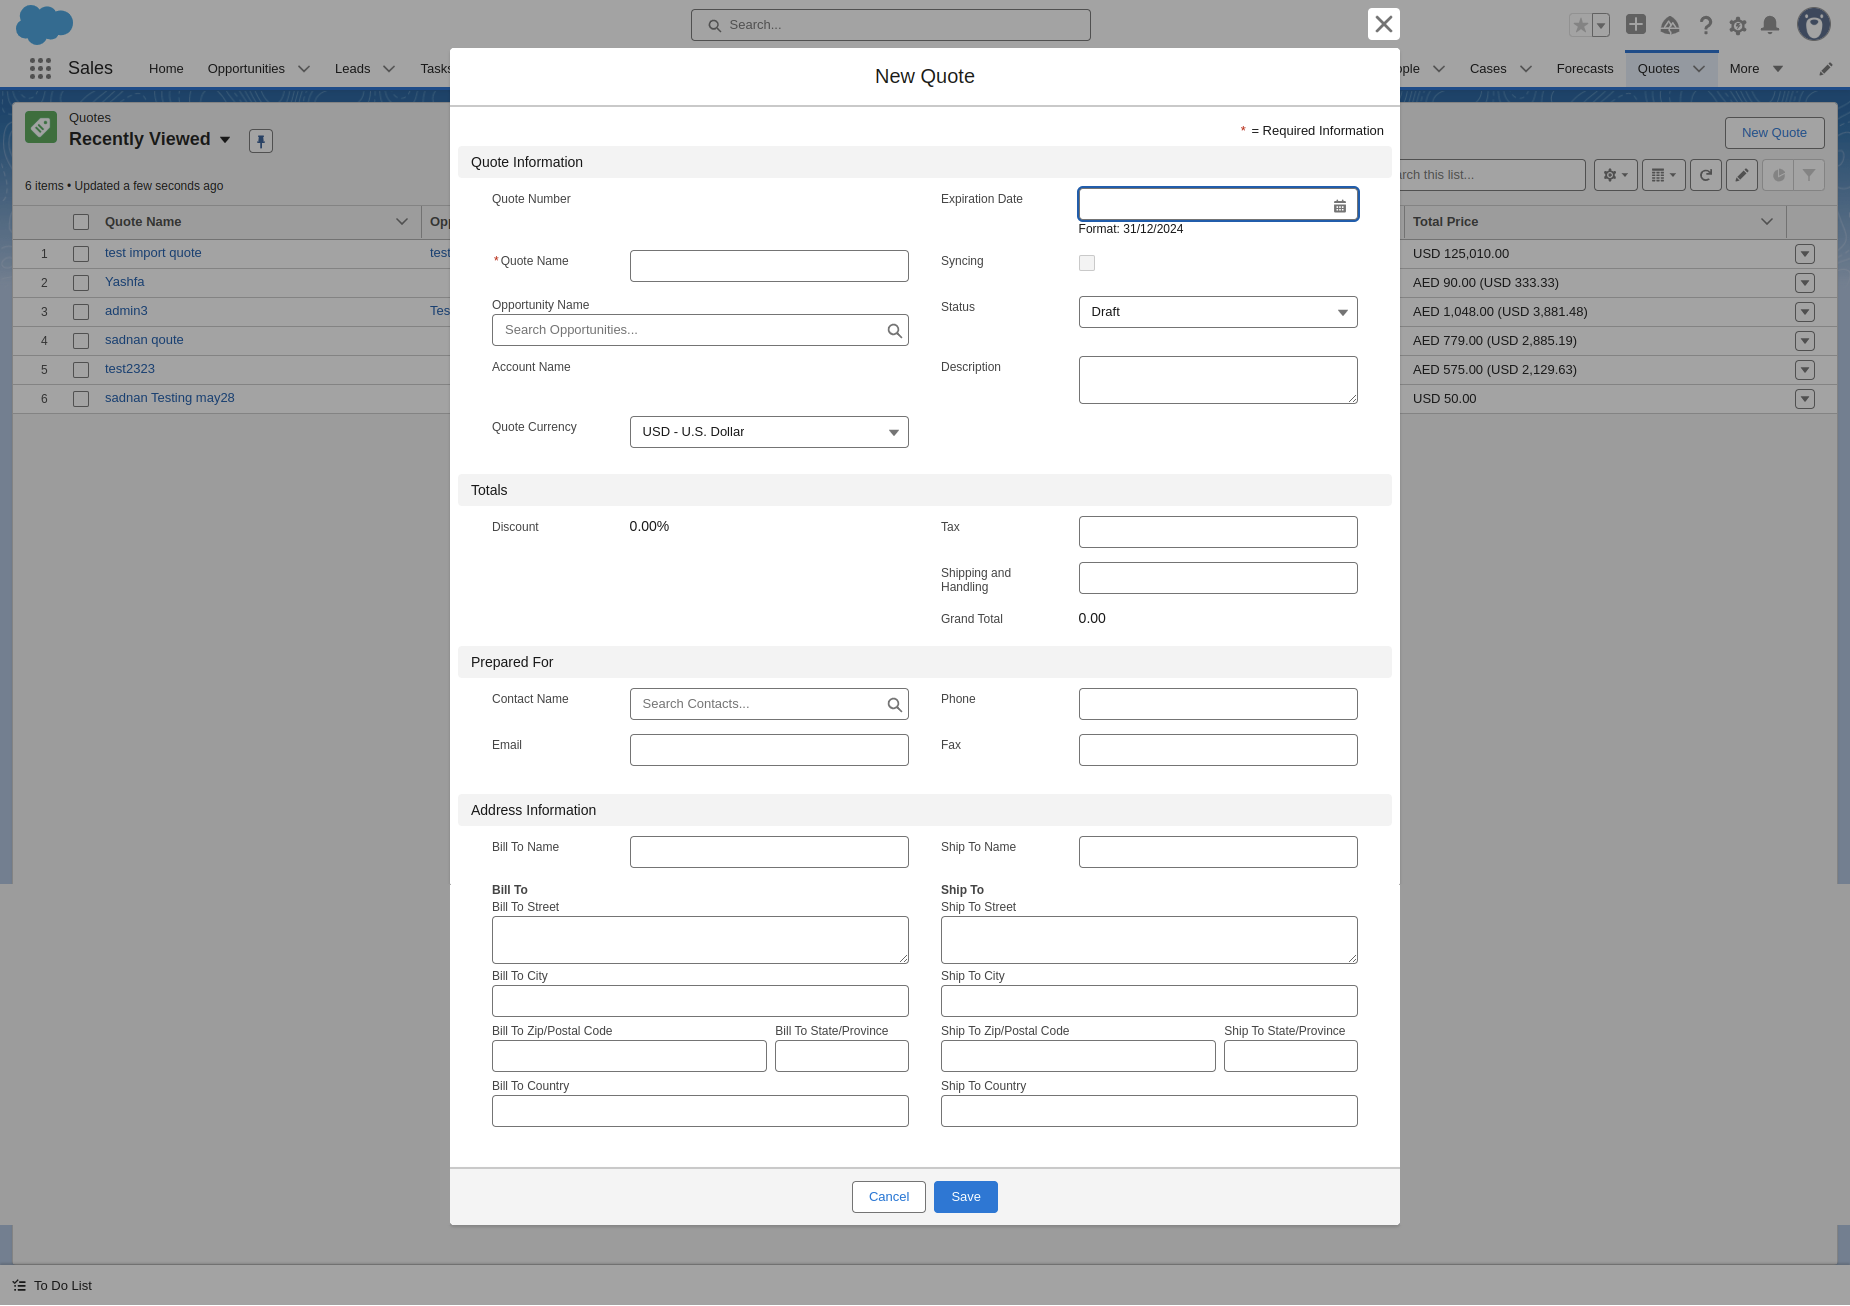 Search...
Sales
Home
Opportunities
Leads
Tasks
ople
Cases
Forecasts
Quotes
More
Quotes
Recently Viewed
6 items • Updated a few seconds ago
New Quote
rch this list...
Quote Name
Opp
Total Price
1 test import quote test USD 125,010.00
2 Yashfa AED 90.00 (USD 333.33)
3 admin3 Tes AED 1,048.00 (USD 3,881.48)
4 sadnan qoute AED 779.00 (USD 2,885.19)
5 test2323 AED 575.00 (USD 2,129.63)
6 sadnan Testing may28 USD 50.00
New Quote
* = Required Information
Quote Information
Quote Number
Expiration Date
Format: 31/12/2024
*Quote Name
Syncing
Opportunity Name
Search Opportunities...
Status
Draft
Account Name
Description
Quote Currency
USD - U.S. Dollar
Totals
Discount 0.00%
Tax
Shipping and
Handling
Grand Total 0.00
Prepared For
Contact Name
Search Contacts...
Phone
Email
Fax
Address Information
Bill To Name
Ship To Name
Bill To
Ship To
Bill To Street
Ship To Street
Bill To City
Ship To City
Bill To Zip/Postal Code
Bill To State/Province
Ship To Zip/Postal Code
Ship To State/Province
Bill To Country
Ship To Country
Cancel
Save
To Do List